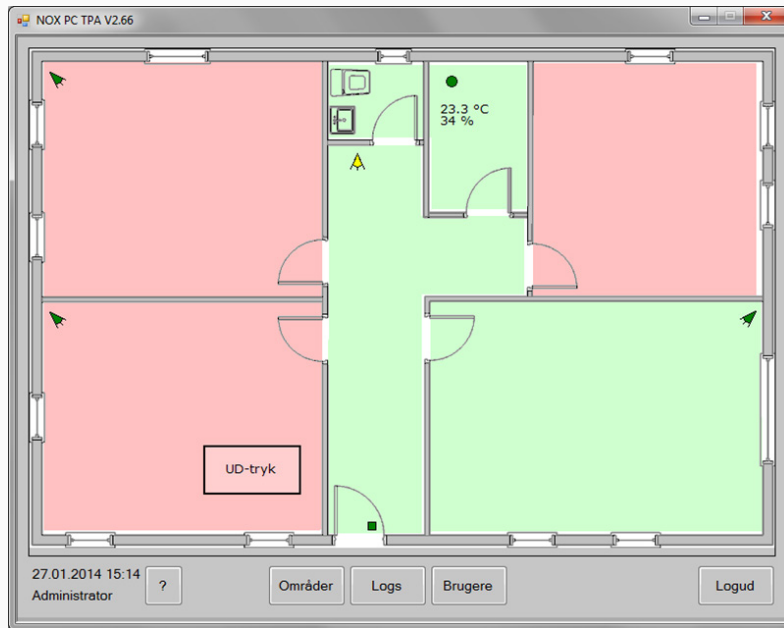 NOX PC TPA V2.66
23.3 °C
34 %
UD-tryk
27.01.2014 15:14
Administrator
?
Områder
Logs
Brugere
Logud